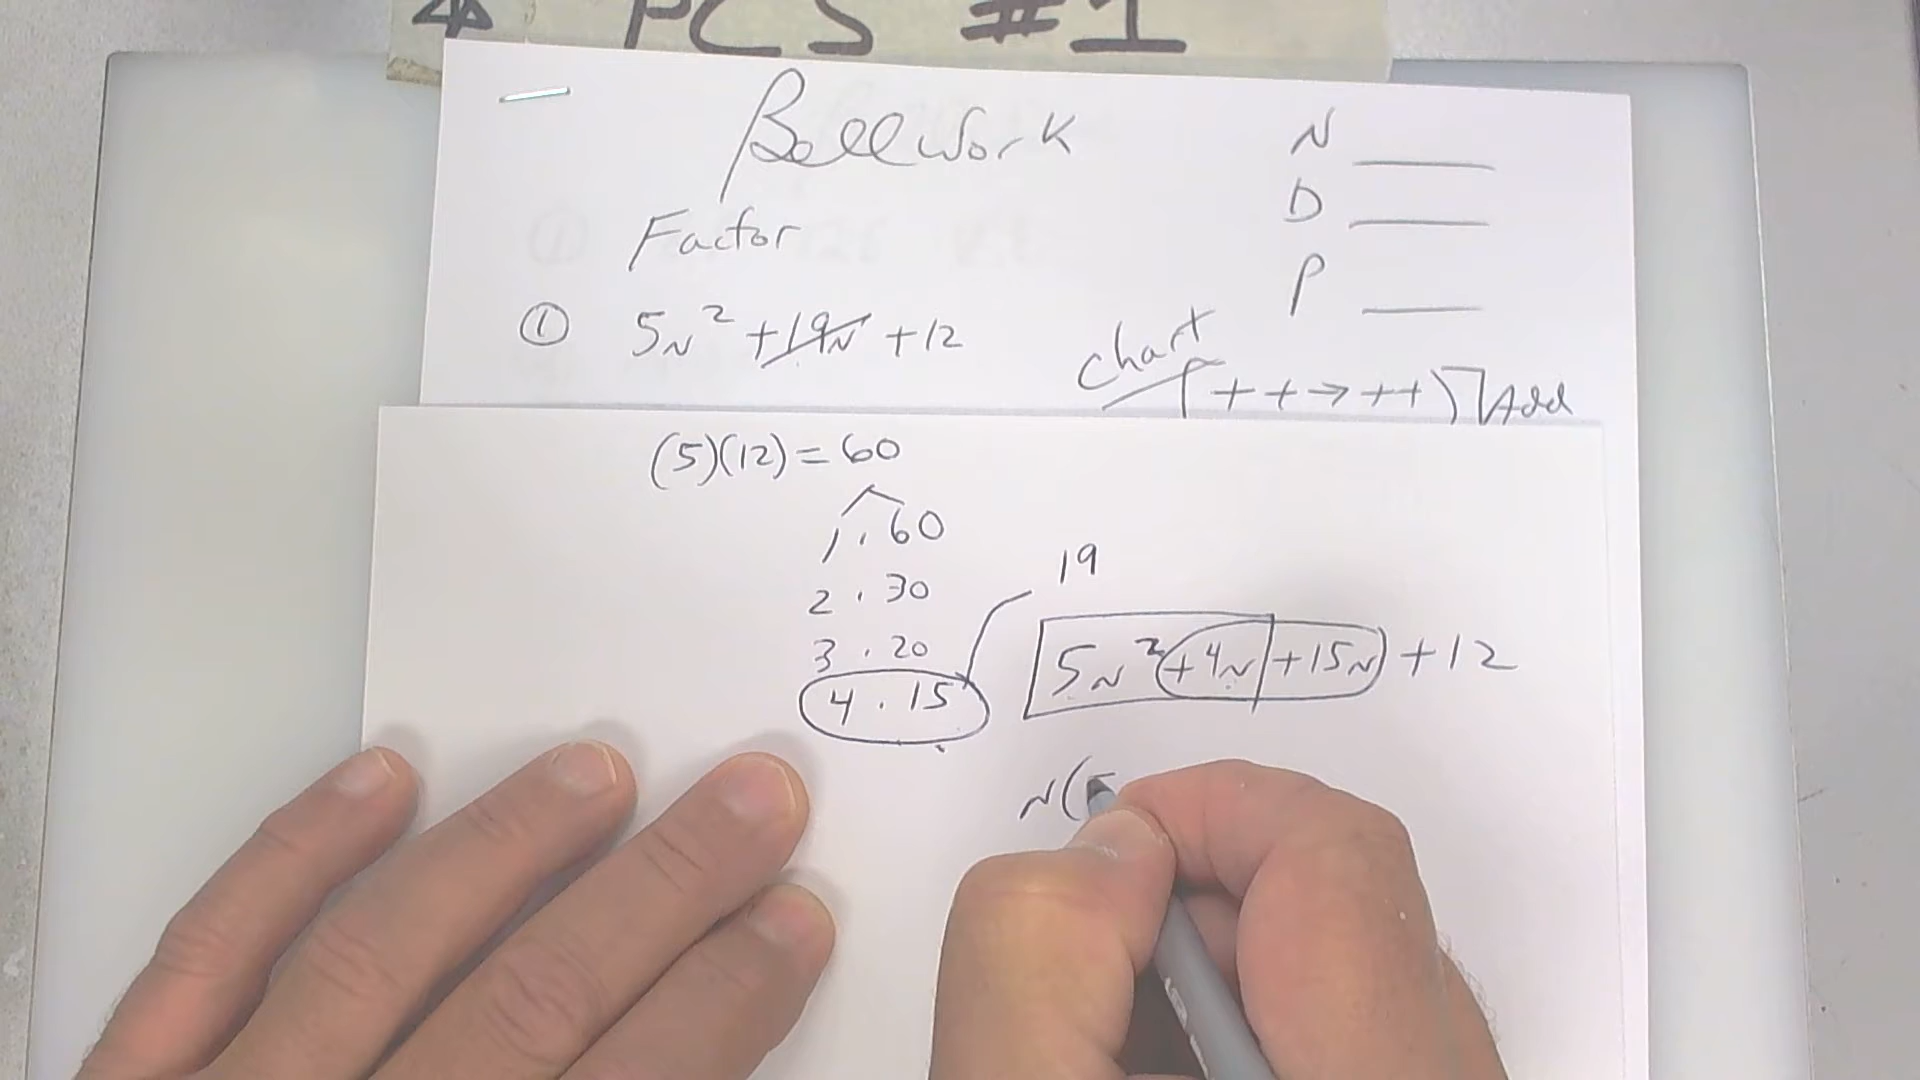 PCS #1
Bellwork
N
D
P
Factor
① 5N² +19N +12
chart
+ + → ++ Add
(5)(12) = 60
1 . 60
2 . 30
3 . 20
4 . 15
19
5N² +4N +15N +12
N(5